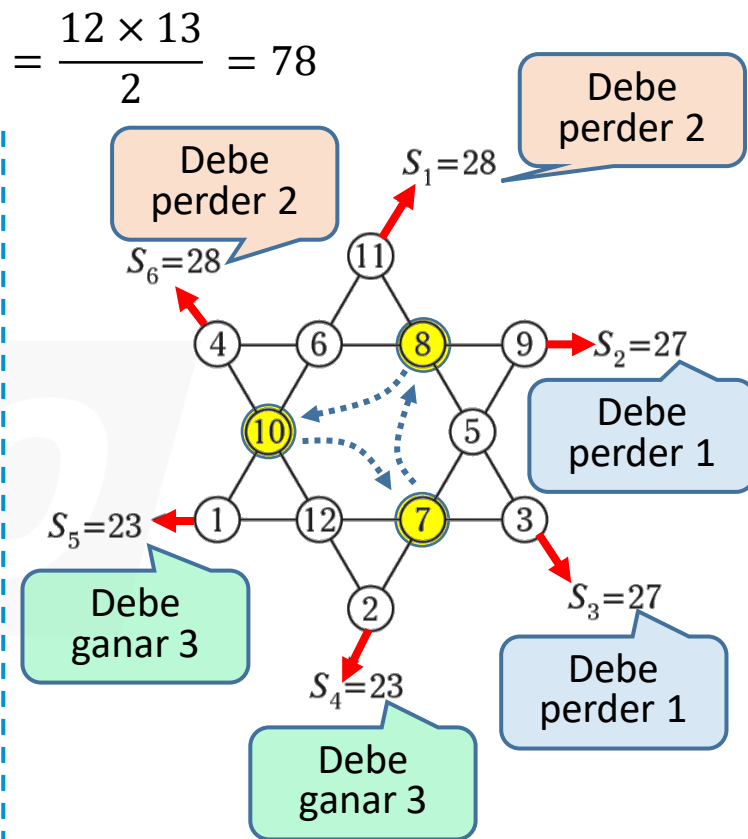 = 12 × 13 / 2 = 78
Debe
perder 2
Debe
perder 2
S₁=28
S₆=28
11
4
6
8
9
S₂=27
10
5
Debe
perder 1
S₅=23
1
12
7
3
Debe
ganar 3
2
S₃=27
S₄=23
Debe
perder 1
Debe
ganar 3